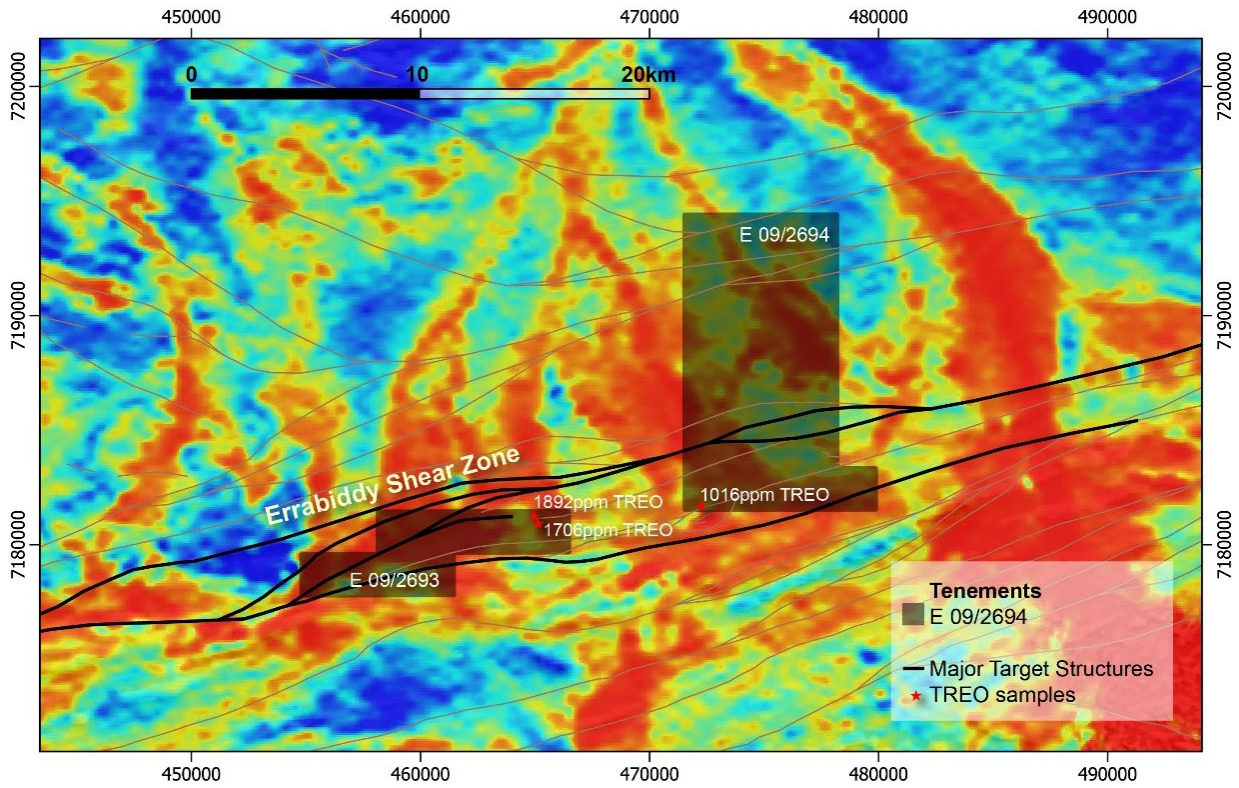 450000 460000 470000 480000 490000
0 10 20km
7200000 7200000
E 09/2694
7190000 7190000
Errabiddy Shear Zone
1892ppm TREO
1016ppm TREO
1706ppm TREO
7180000 7180000
E 09/2693
Tenements
E 09/2694
Major Target Structures
TREO samples
450000 460000 470000 480000 490000